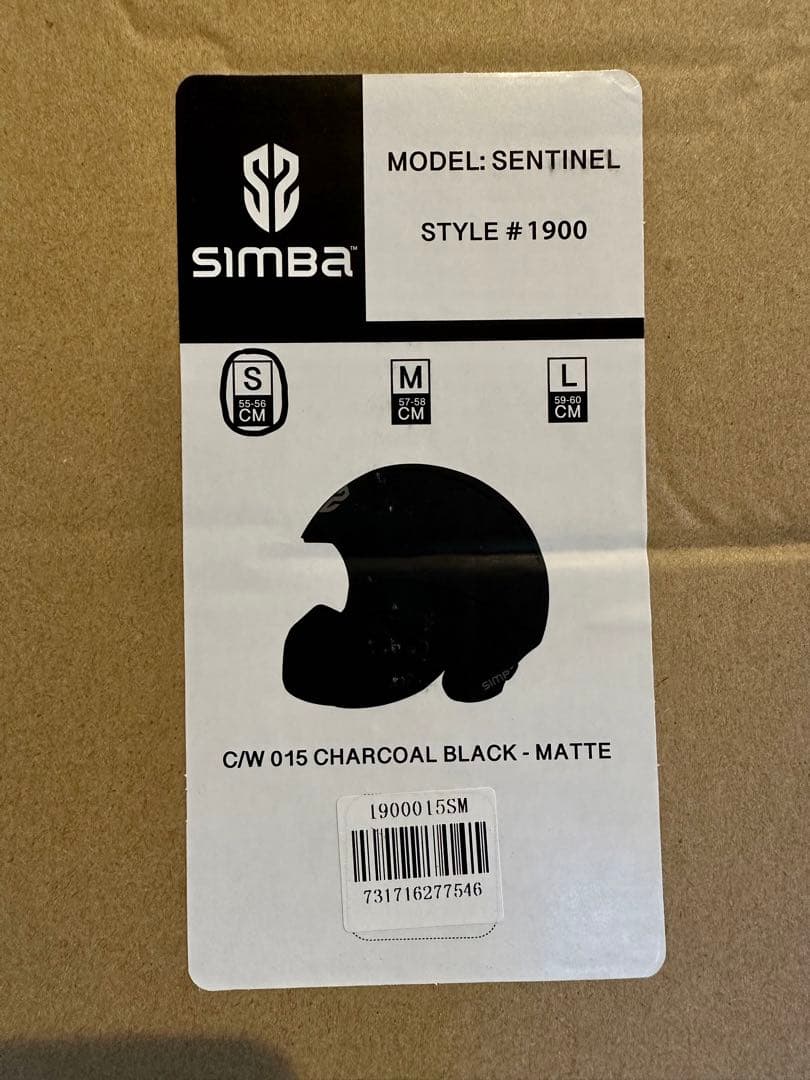 SIMBA™
MODEL: SENTINEL
STYLE # 1900
S
55-56
CM
M
57-58
CM
L
59-60
CM
SIMBA
C/W 015 CHARCOAL BLACK - MATTE
1900015SM
731716277546